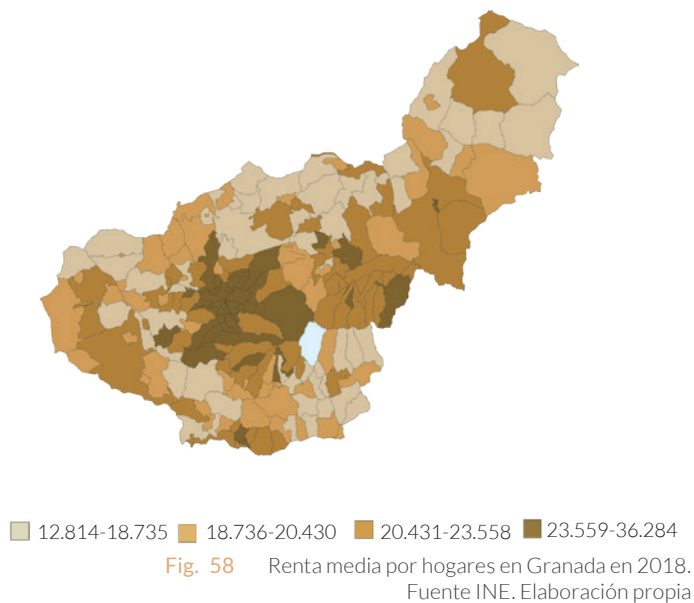 12.814-18.735 18.736-20.430 20.431-23.558 23.559-36.284
Fig. 58 Renta media por hogares en Granada en 2018.
Fuente INE. Elaboración propia